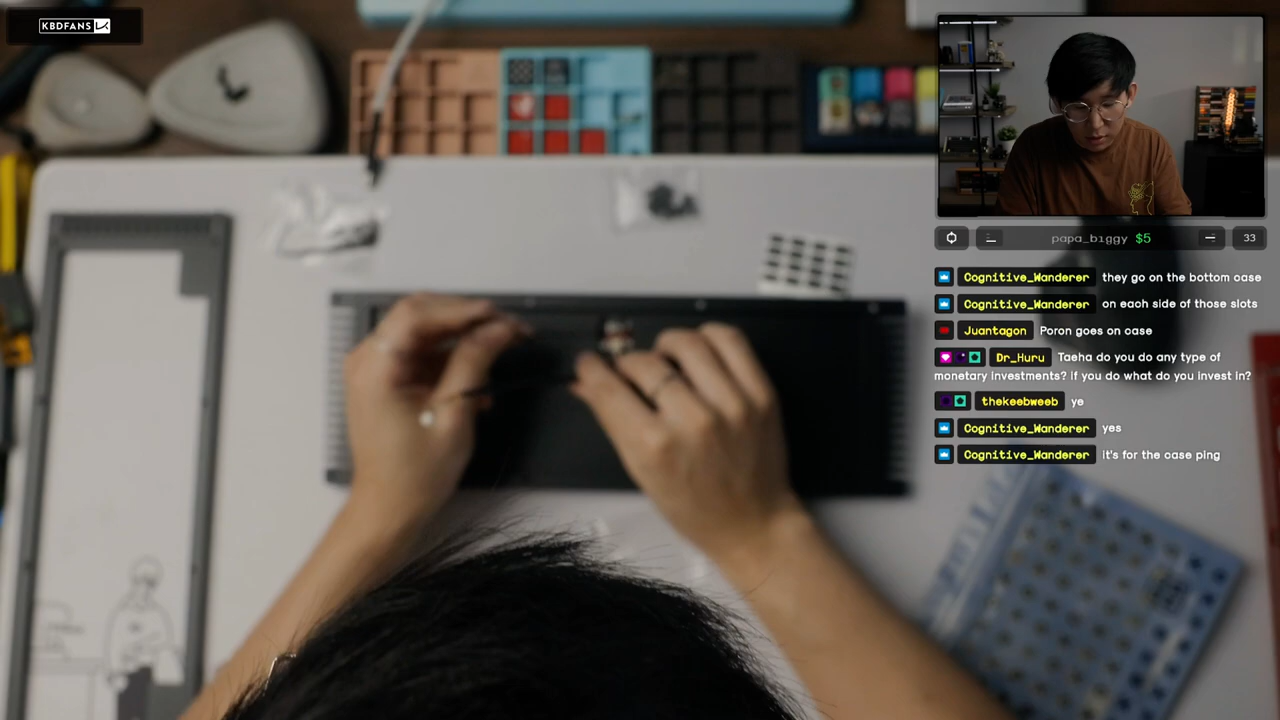 KBDFANS
papa_biggy $5
33
Cognitive_Wanderer they go on the bottom case
Cognitive_Wanderer on each side of those slots
Juantagon Poron goes on case
Dr_Huru Taeha do you do any type of
monetary investments? if you do what do you invest in?
thekeebweeb ye
Cognitive_Wanderer yes
Cognitive_Wanderer it's for the case ping